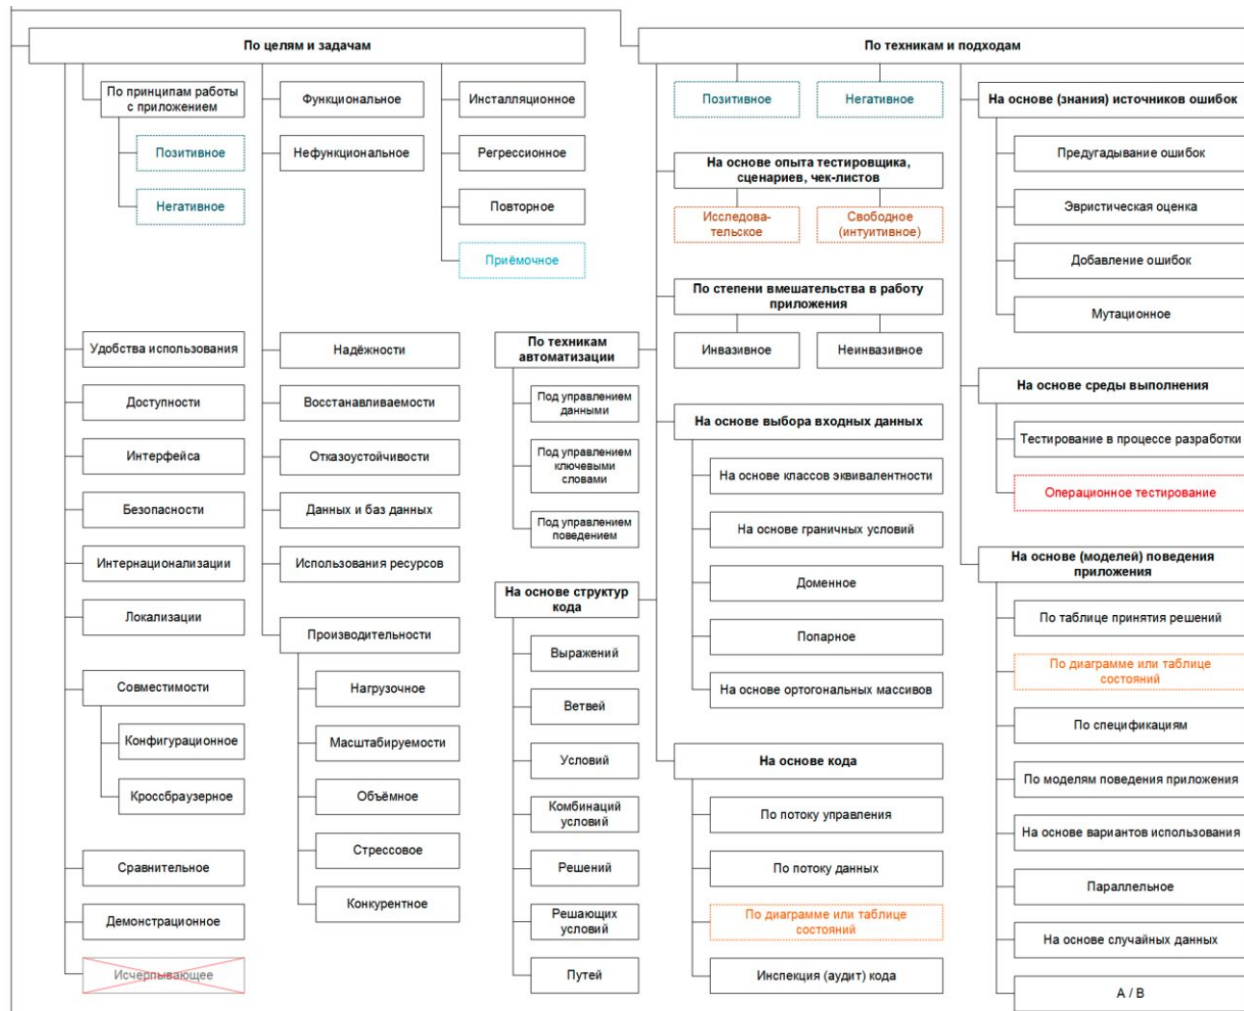 По целям и задачам
По принципам работы
с приложением
Позитивное
Негативное
Функциональное
Нефункциональное
Инсталляционное
Регрессионное
Повторное
Приёмочное
Удобства использования
Доступности
Интерфейса
Безопасности
Интернационализации
Локализации
Совместимости
Конфигурационное
Кроссбраузерное
Сравнительное
Демонстрационное
Исчерпывающее
Надёжности
Восстанавливаемости
Отказоустойчивости
Данных и баз данных
Использования ресурсов
Производительности
Нагрузочное
Масштабируемости
Объёмное
Стрессовое
Конкурентное
По техникам и подходам
Позитивное
Негативное
На основе опыта тестировщика,
сценариев, чек-листов
Исследова-
тельское
Свободное
(интуитивное)
По степени вмешательства в работу
приложения
Инвазивное
Неинвазивное
По техникам
автоматизации
Под управлением
данными
Под управлением
ключевыми
словами
Под управлением
поведением
На основе структур
кода
Выражений
Ветвей
Условий
Комбинаций
условий
Решений
Решающих
условий
Путей
На основе выбора входных данных
На основе классов эквивалентности
На основе граничных условий
Доменное
Попарное
На основе ортогональных массивов
На основе кода
По потоку управления
По потоку данных
По диаграмме или таблице
состояний
Инспекция (аудит) кода
На основе (знания) источников ошибок
Предугадывание ошибок
Эвристическая оценка
Добавление ошибок
Мутационное
На основе среды выполнения
Тестирование в процессе разработки
Операционное тестирование
На основе (моделей) поведения
приложения
По таблице принятия решений
По диаграмме или таблице
состояний
По спецификациям
По моделям поведения приложения
На основе вариантов использования
Параллельное
На основе случайных данных
A / B